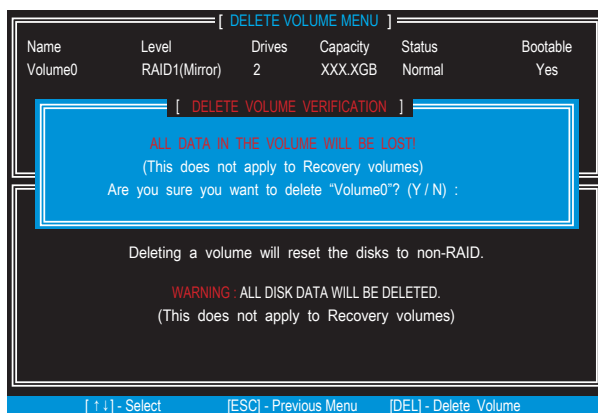 [ DELETE VOLUME MENU ]
Name Level Drives Capacity Status Bootable
Volume0 RAID1(Mirror) 2 XXX.XGB Normal Yes
[ DELETE VOLUME VERIFICATION ]
ALL DATA IN THE VOLUME WILL BE LOST!
(This does not apply to Recovery volumes)
Are you sure you want to delete “Volume0”? (Y / N) :
Deleting a volume will reset the disks to non-RAID.
WARNING : ALL DISK DATA WILL BE DELETED.
(This does not apply to Recovery volumes)
[ ↑↓] - Select [ESC] - Previous Menu [DEL] - Delete Volume